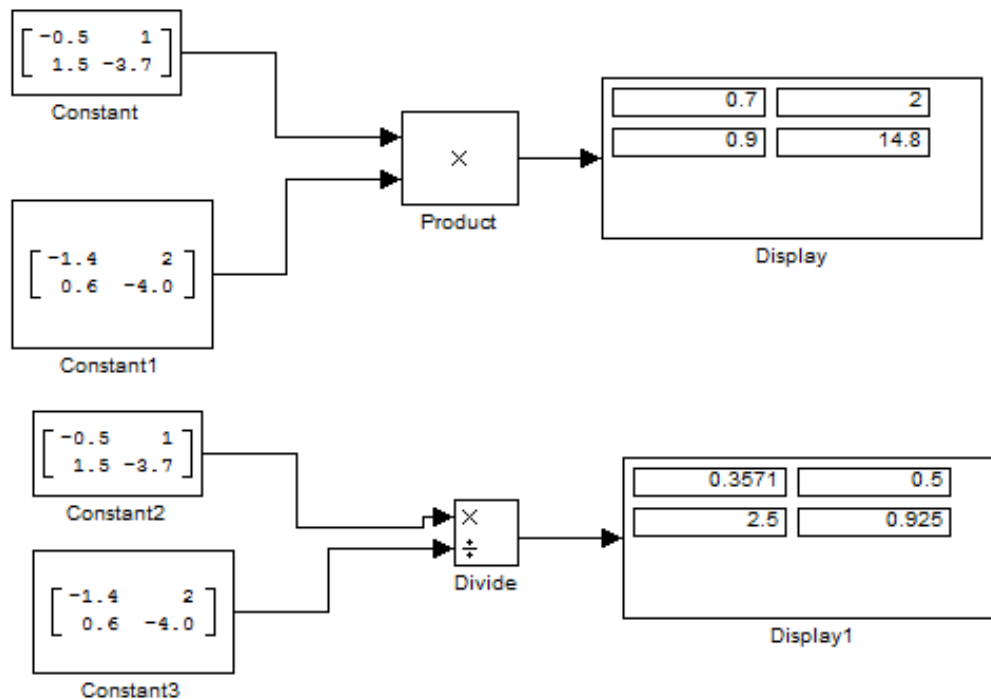 -0.5 1
1.5 -3.7
Constant
0.7 2
0.9 14.8
×
Product
Display
-1.4 2
0.6 -4.0
Constant1
-0.5 1
1.5 -3.7
Constant2
0.3571 0.5
2.5 0.925
×
÷
Divide
Display1
-1.4 2
0.6 -4.0
Constant3